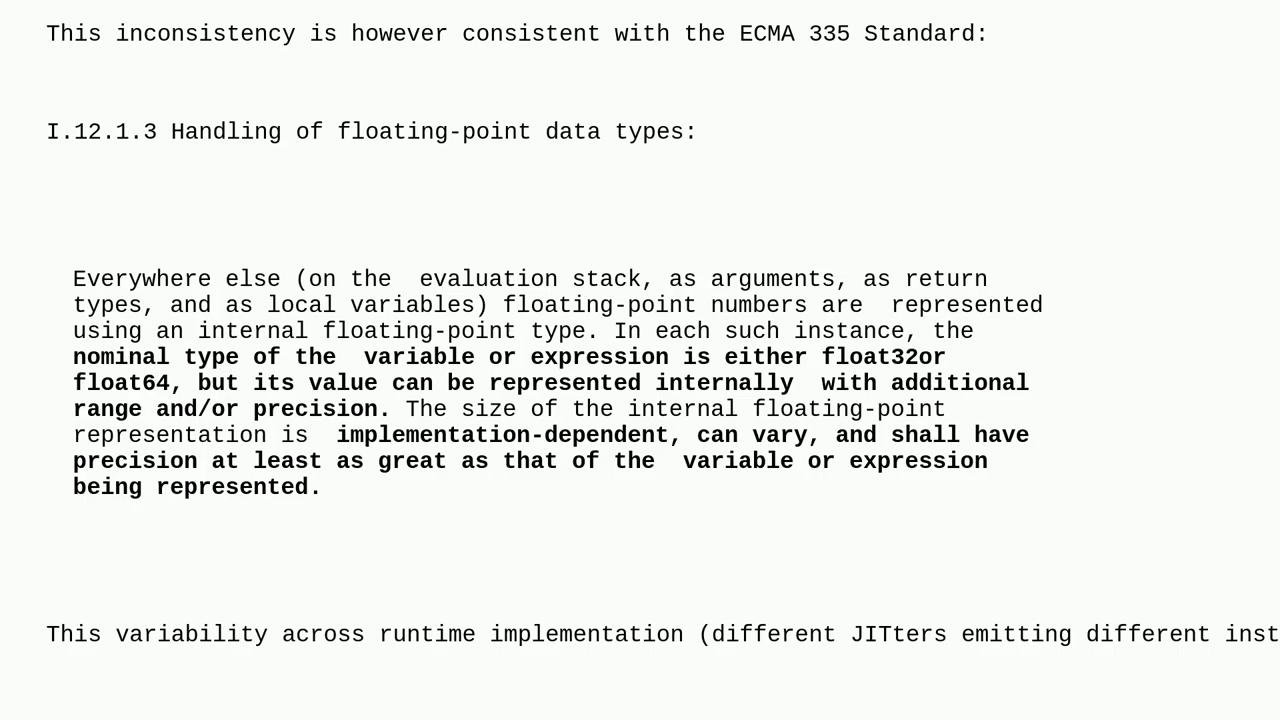 This inconsistency is however consistent with the ECMA 335 Standard:
I.12.1.3 Handling of floating-point data types:
Everywhere else (on the  evaluation stack, as arguments, as return
types, and as local variables) floating-point numbers are  represented
using an internal floating-point type. In each such instance, the
nominal type of the  variable or expression is either float32or
float64, but its value can be represented internally  with additional
range and/or precision. The size of the internal floating-point
representation is  implementation-dependent, can vary, and shall have
precision at least as great as that of the  variable or expression
being represented.
This variability across runtime implementation (different JITters emitting different inst